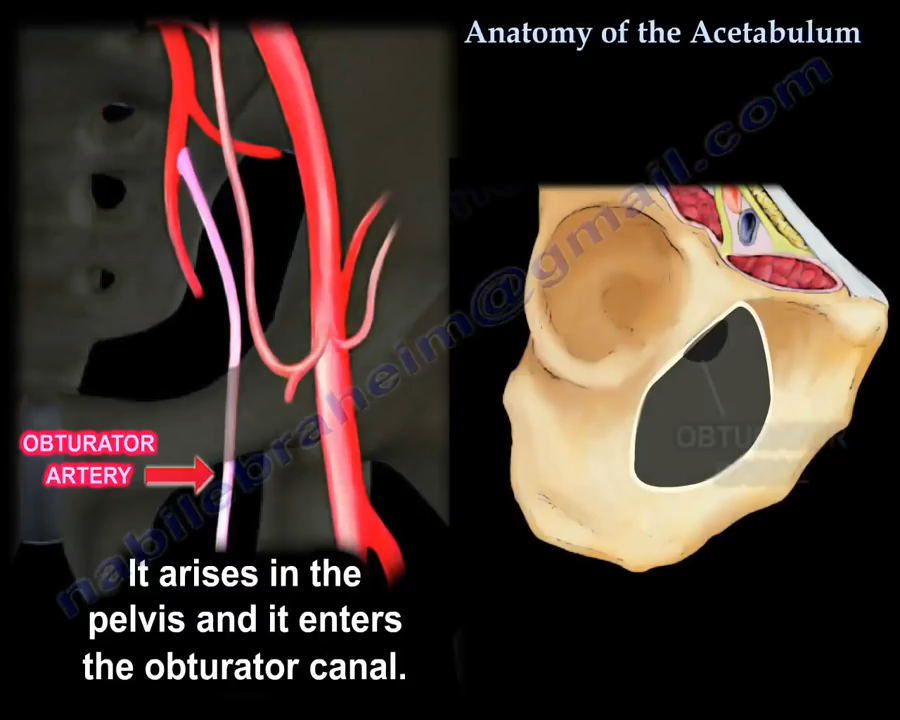 Anatomy of the Acetabulum
OBTURATOR
ARTERY
It arises in the
pelvis and it enters
the obturator canal.
nabilebraheim@gmail.com
OBTURATOR